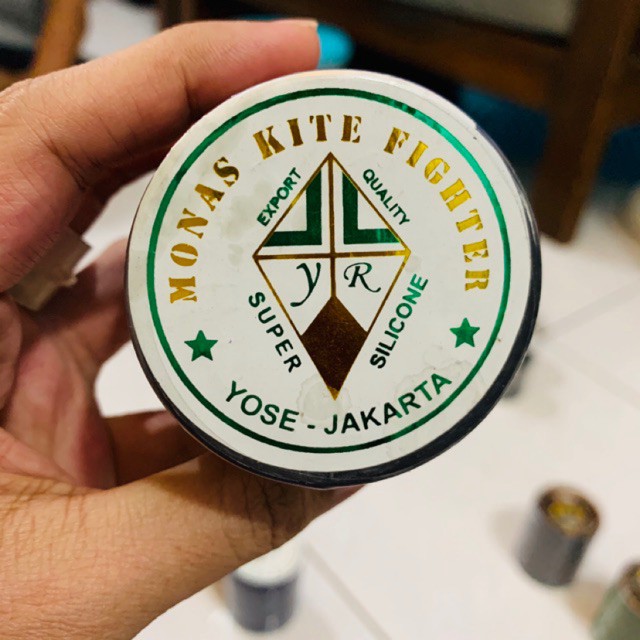 MONAS KITE FIGHTER
EXPORT QUALITY
Y R
SUPER SILICONE
YOSE - JAKARTA